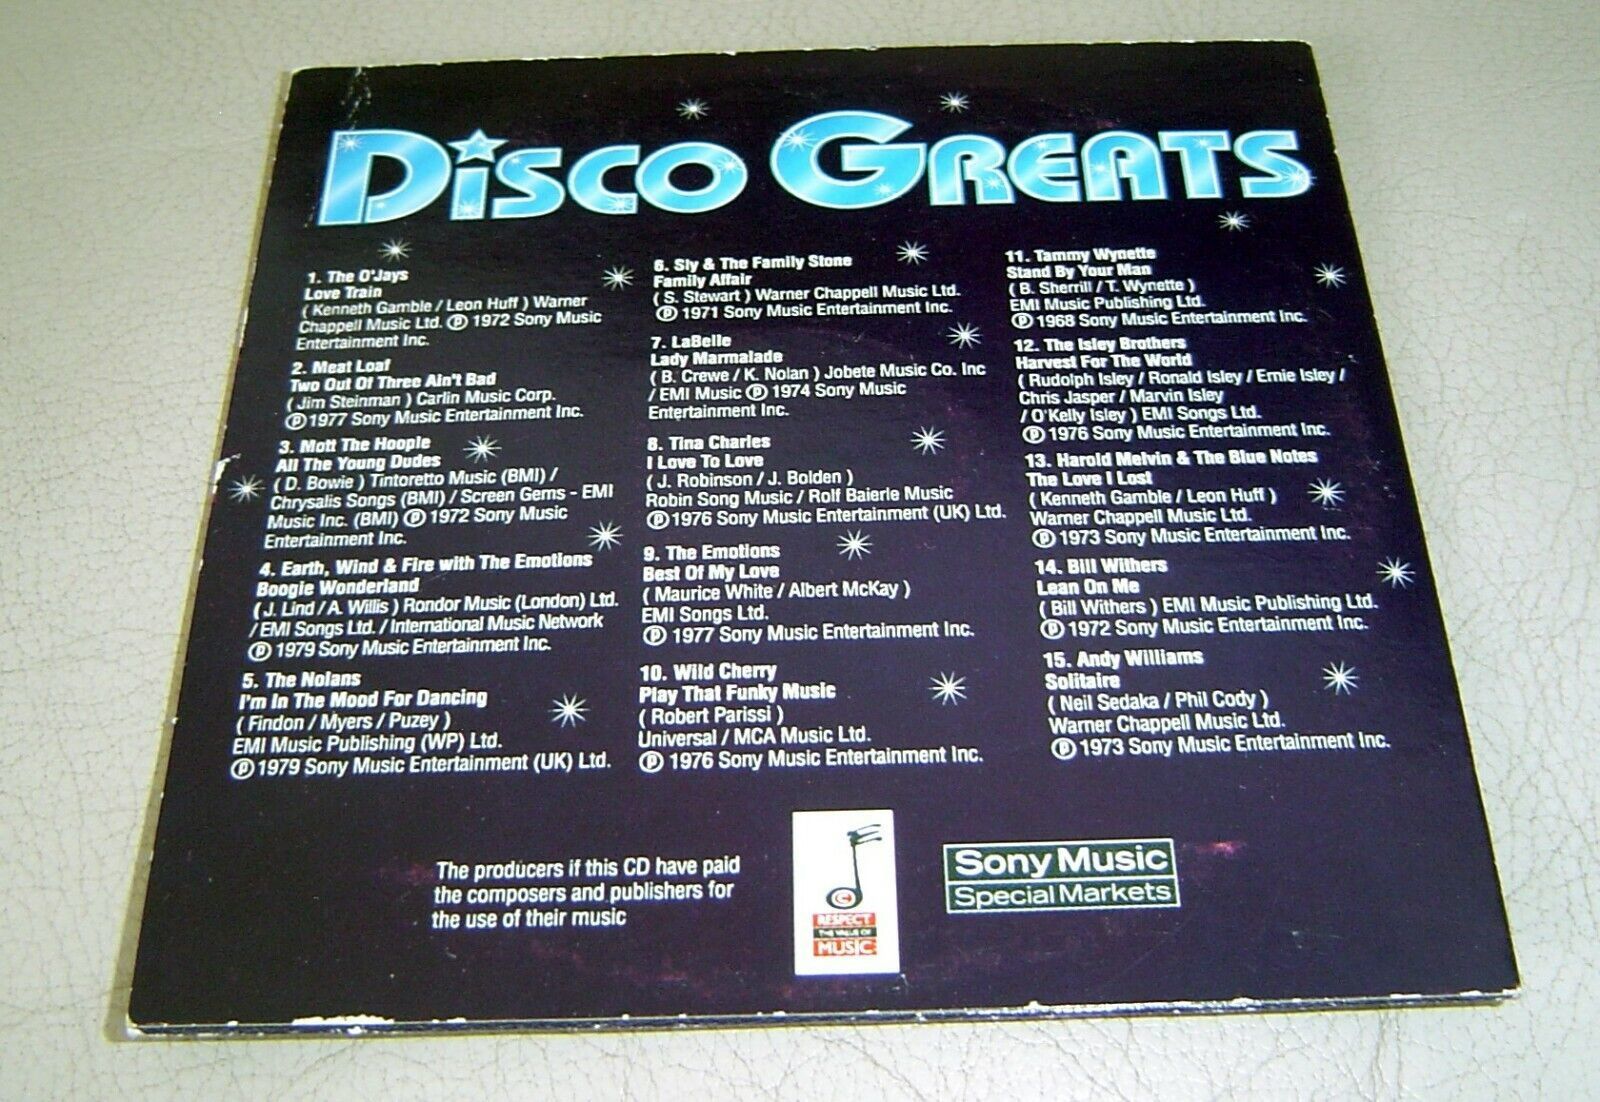 DiSCO GREATS
1. The O'Jays
Love Train
( Kenneth Gamble / Leon Huff ) Warner
Chappell Music Ltd. Ⓟ 1972 Sony Music
Entertainment Inc.
2. Meat Loaf
Two Out Of Three Ain't Bad
( Jim Steinman ) Carlin Music Corp.
Ⓟ 1977 Sony Music Entertainment Inc.
3. Mott The Hoople
All The Young Dudes
( D. Bowie ) Tintoretto Music (BMI) /
Chrysalis Songs (BMI) / Screen Gems - EMI
Music Inc. (BMI) Ⓟ 1972 Sony Music
Entertainment Inc.
4. Earth, Wind & Fire with The Emotions
Boogie Wonderland
( J. Lind / A. Willis ) Rondor Music (London) Ltd.
/ EMI Songs Ltd. / International Music Network
Ⓟ 1979 Sony Music Entertainment Inc.
5. The Nolans
I'm In The Mood For Dancing
( Findon / Myers / Puzey )
EMI Music Publishing (WP) Ltd.
Ⓟ 1979 Sony Music Entertainment (UK) Ltd.
6. Sly & The Family Stone
Family Affair
( S. Stewart ) Warner Chappell Music Ltd.
Ⓟ 1971 Sony Music Entertainment Inc.
7. LaBelle
Lady Marmalade
( B. Crewe / K. Nolan ) Jobete Music Co. Inc
/ EMI Music Ⓟ 1974 Sony Music
Entertainment Inc.
8. Tina Charles
I Love To Love
( J. Robinson / J. Bolden )
Robin Song Music / Rolf Baierle Music
Ⓟ 1976 Sony Music Entertainment (UK) Ltd.
9. The Emotions
Best Of My Love
( Maurice White / Albert McKay )
EMI Songs Ltd.
Ⓟ 1977 Sony Music Entertainment Inc.
10. Wild Cherry
Play That Funky Music
( Robert Parissi )
Universal / MCA Music Ltd.
Ⓟ 1976 Sony Music Entertainment Inc.
11. Tammy Wynette
Stand By Your Man
( B. Sherrill / T. Wynette )
EMI Music Publishing Ltd.
Ⓟ 1968 Sony Music Entertainment Inc.
12. The Isley Brothers
Harvest For The World
( Rudolph Isley / Ronald Isley / Ernie Isley /
Chris Jasper / Marvin Isley
/ O'Kelly Isley ) EMI Songs Ltd.
Ⓟ 1976 Sony Music Entertainment Inc.
13. Harold Melvin & The Blue Notes
The Love I Lost
( Kenneth Gamble / Leon Huff )
Warner Chappell Music Ltd.
Ⓟ 1973 Sony Music Entertainment Inc.
14. Bill Withers
Lean On Me
( Bill Withers ) EMI Music Publishing Ltd.
Ⓟ 1972 Sony Music Entertainment Inc.
15. Andy Williams
Solitaire
( Neil Sedaka / Phil Cody )
Warner Chappell Music Ltd.
Ⓟ 1973 Sony Music Entertainment Inc.
The producers if this CD have paid
the composers and publishers for
the use of their music
C
RESPECT
THE VALUE OF
MUSIC
Sony Music
Special Markets